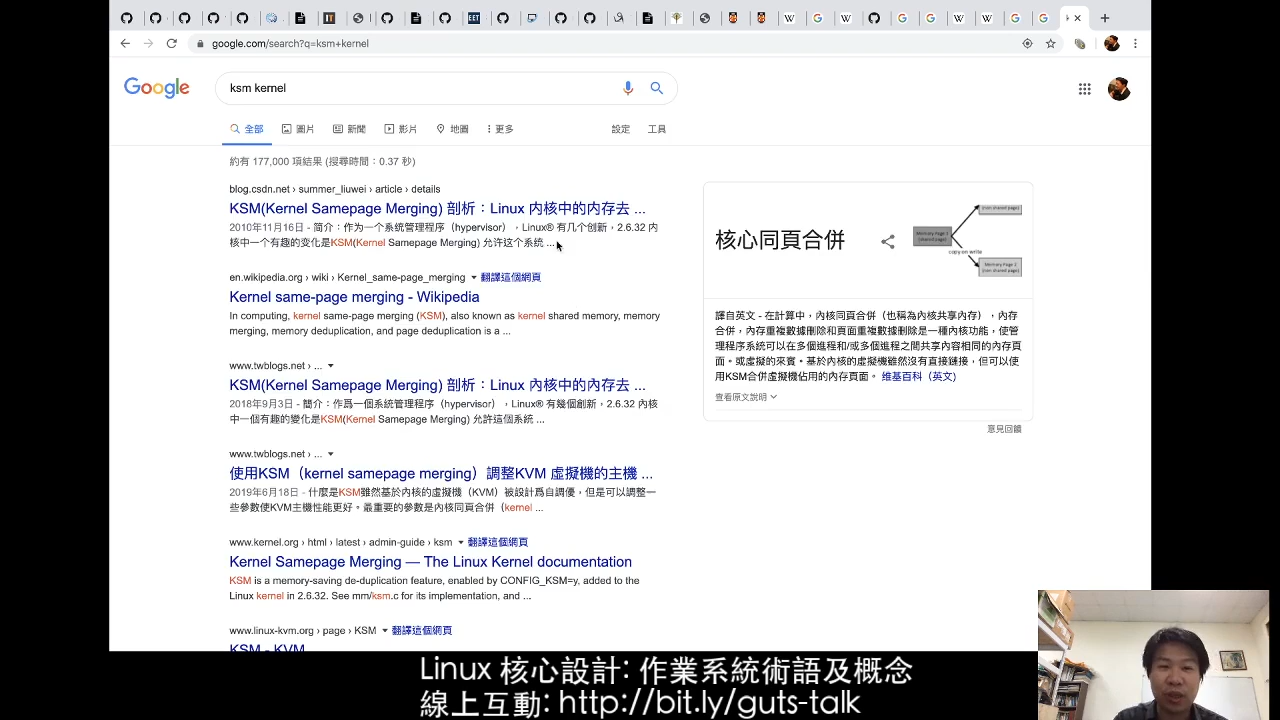 google.com/search?q=ksm+kernel
Google
ksm kernel
全部
圖片
新聞
影片
地圖
更多
設定
工具
約有 177,000 項結果 (搜尋時間：0.37 秒)
blog.csdn.net › summer_liuwei › article › details
KSM(Kernel Samepage Merging) 剖析：Linux 内核中的内存去 ...
2010年11月16日 - 简介：作为一个系统管理程序（hypervisor），Linux® 有几个创新，2.6.32 内
核中一个有趣的变化是KSM(Kernel Samepage Merging) 允许这个系统 ...
en.wikipedia.org › wiki › Kernel_same-page_merging 翻譯這個網頁
Kernel same-page merging - Wikipedia
In computing, kernel same-page merging (KSM), also known as kernel shared memory, memory
merging, memory deduplication, and page deduplication is a ...
www.twblogs.net › ...
KSM(Kernel Samepage Merging) 剖析：Linux 內核中的內存去 ...
2018年9月3日 - 簡介：作爲一個系統管理程序（hypervisor），Linux® 有幾個創新，2.6.32 內核
中一個有趣的變化是KSM(Kernel Samepage Merging) 允許這個系統 ...
www.twblogs.net › ...
使用KSM（kernel samepage merging）調整KVM 虛擬機的主機 ...
2019年6月18日 - 什麼是KSM雖然基於內核的虛擬機（KVM）被設計爲自調優，但是可以調整一
些參數使KVM主機性能更好。最重要的參數是內核同頁合併（kernel ...
www.kernel.org › html › latest › admin-guide › ksm 翻譯這個網頁
Kernel Samepage Merging — The Linux Kernel documentation
KSM is a memory-saving de-duplication feature, enabled by CONFIG_KSM=y, added to the
Linux kernel in 2.6.32. See mm/ksm.c for its implementation, and ...
www.linux-kvm.org › page › KSM 翻譯這個網頁
KSM - KVM
核心同頁合併
Memory Page 1
(shared page)
(non shared page)
copy on write
Memory Page 2
(non shared page)
譯自英文 - 在計算中，內核同頁合併（也稱為內核共享內存），內存
合併，內存重複數據刪除和頁面重複數據刪除是一種內核功能，使管
理程序系統可以在多個進程和/或多個進程之間共享內容相同的內存頁
面。或虛擬的來賓。基於內核的虛擬機雖然沒有直接鏈接，但可以使
用KSM合併虛擬機佔用的內存頁面。 维基百科（英文)
查看原文說明
意見回饋
Linux 核心設計: 作業系統術語及概念
線上互動: http://bit.ly/guts-talk